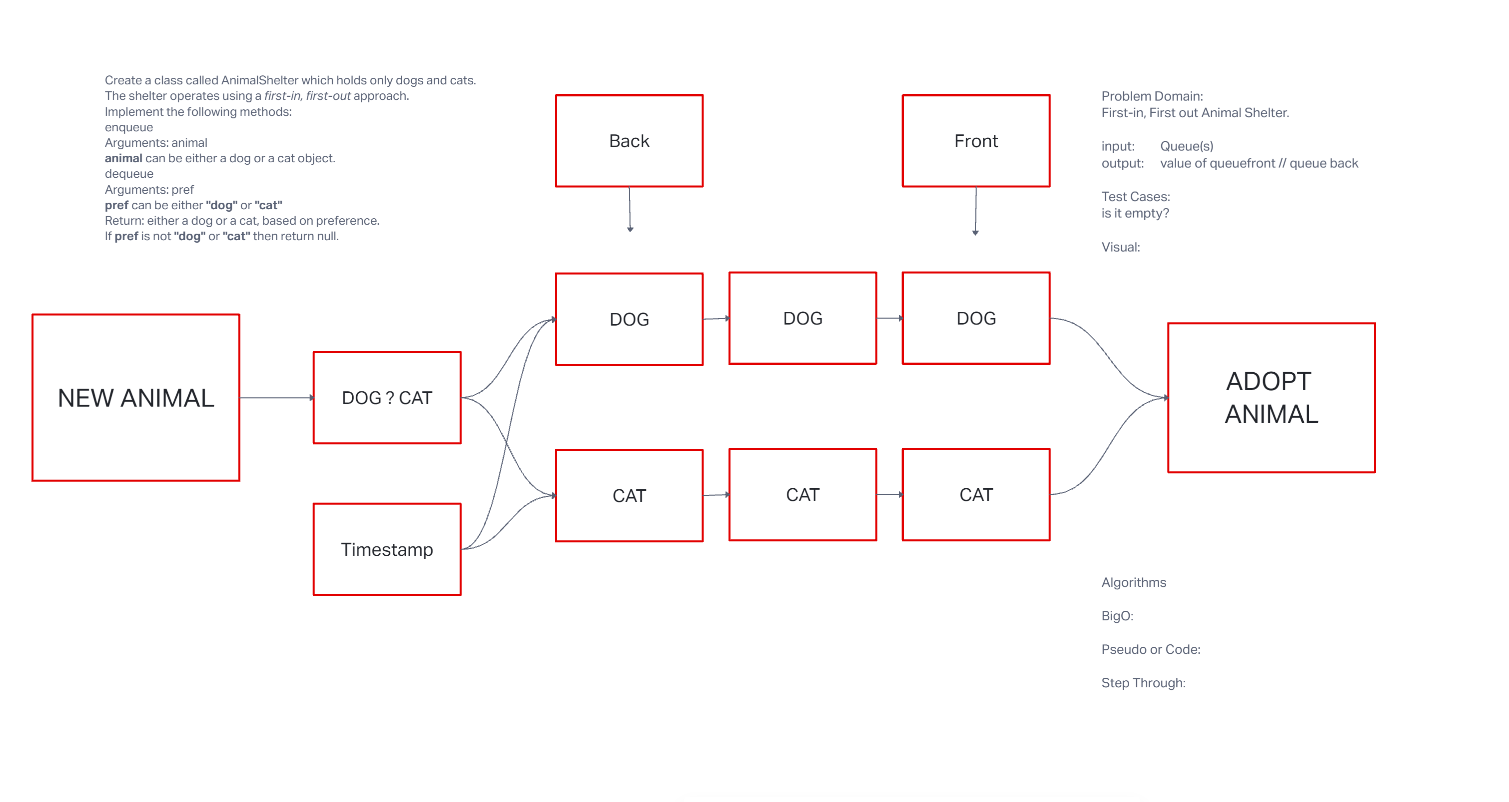 Create a class called AnimalShelter which holds only dogs and cats.
The shelter operates using a first-in, first-out approach.
Implement the following methods:
enqueue
Arguments: animal
animal can be either a dog or a cat object.
dequeue
Arguments: pref
pref can be either "dog" or "cat"
Return: either a dog or a cat, based on preference.
If pref is not "dog" or "cat" then return null.
Back
Front
Problem Domain:
First-in, First out Animal Shelter.
input: Queue(s)
output: value of queuefront // queue back
Test Cases:
is it empty?
Visual:
NEW ANIMAL
DOG ? CAT
Timestamp
DOG
DOG
DOG
CAT
CAT
CAT
ADOPT
ANIMAL
Algorithms
BigO:
Pseudo or Code:
Step Through: